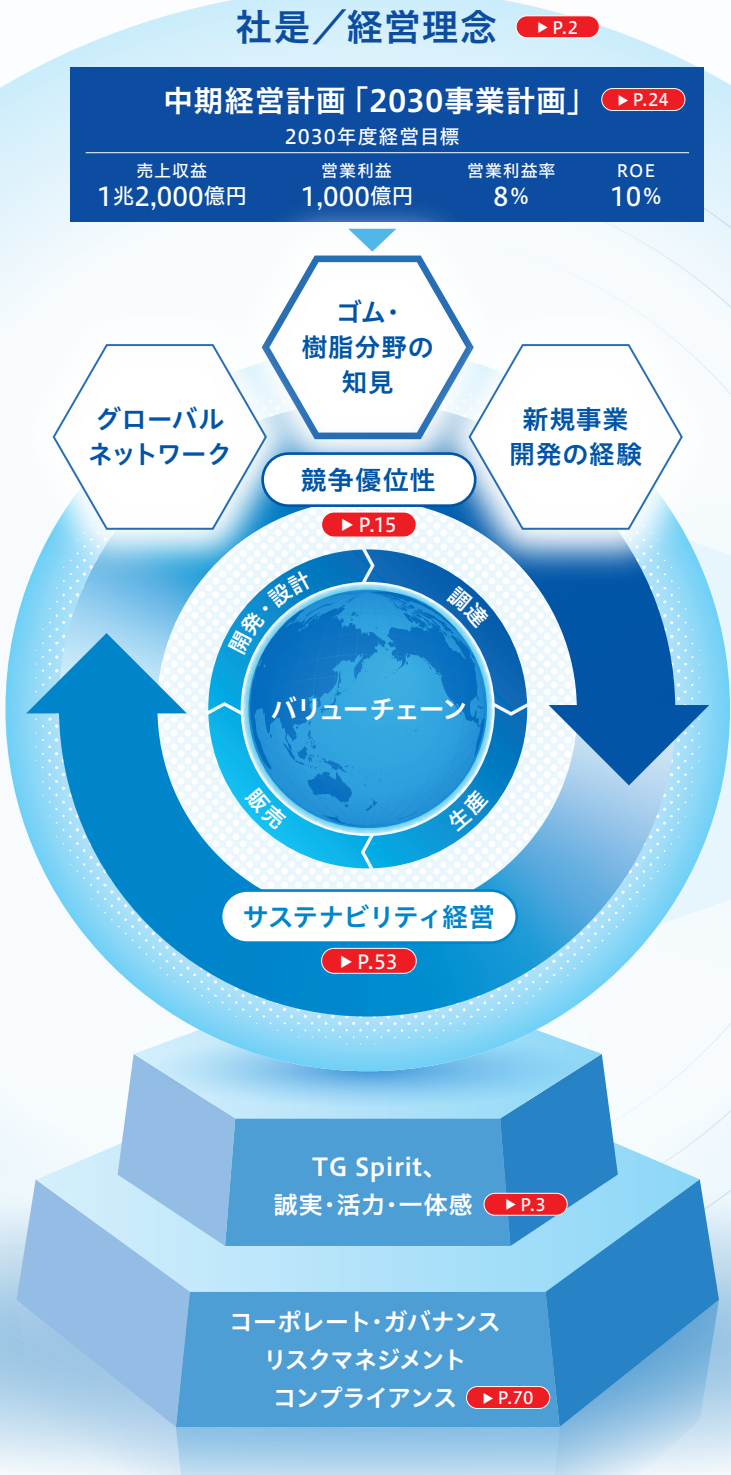 社是／経営理念 ▶P.2
中期経営計画「2030事業計画」 ▶P.24
2030年度経営目標
売上収益 営業利益 営業利益率 ROE
1兆2,000億円 1,000億円 8% 10%
ゴム・
樹脂分野の
知見
グローバル
ネットワーク
新規事業
開発の経験
競争優位性
▶P.15
開発・設計
調達
バリューチェーン
販売
生産
サステナビリティ経営
▶P.53
TG Spirit、
誠実・活力・一体感 ▶P.3
コーポレート・ガバナンス
リスクマネジメント
コンプライアンス ▶P.70